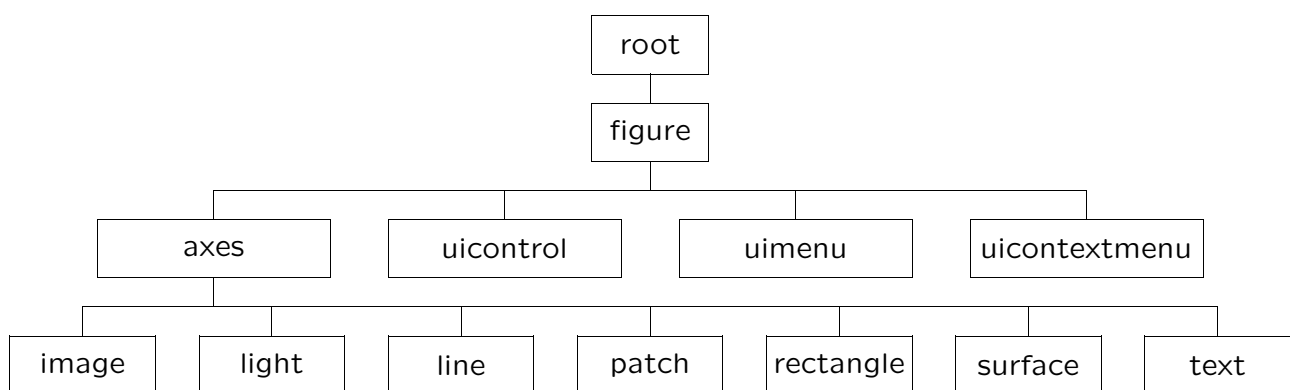 root
figure
axes uicontrol uimenu uicontextmenu
image light line patch rectangle surface text